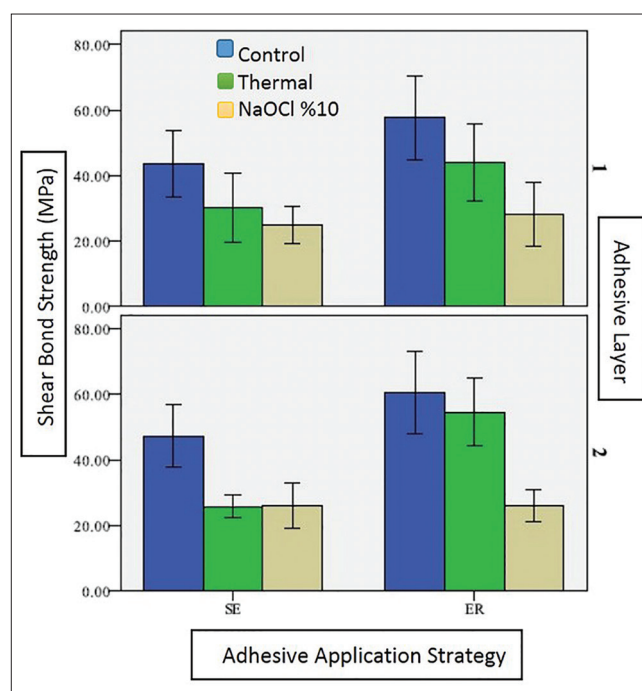 80.00
60.00
40.00
20.00
0.00
Control
Thermal
NaOCl %10
1
80.00
60.00
40.00
20.00
0.00
2
SE
ER
Shear Bond Strength (MPa)
Adhesive Layer
Adhesive Application Strategy